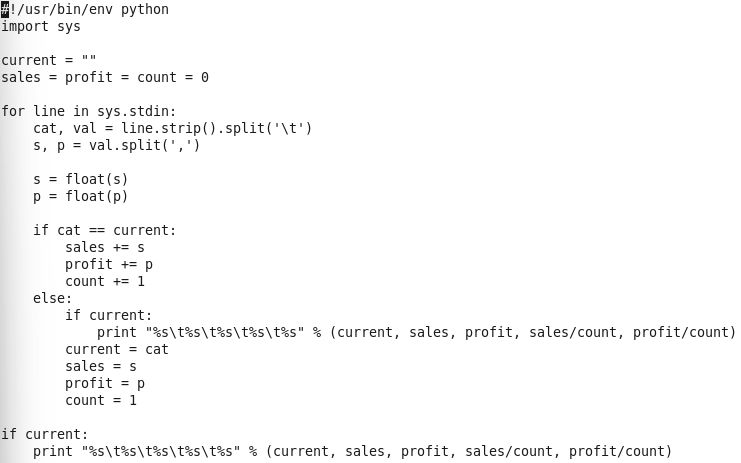 #!/usr/bin/env python
import sys

current = ""
sales = profit = count = 0

for line in sys.stdin:
    cat, val = line.strip().split('\t')
    s, p = val.split(',')

    s = float(s)
    p = float(p)

    if cat == current:
        sales += s
        profit += p
        count += 1
    else:
        if current:
            print "%s\t%s\t%s\t%s\t%s" % (current, sales, profit, sales/count, profit/count)
        current = cat
        sales = s
        profit = p
        count = 1

if current:
    print "%s\t%s\t%s\t%s\t%s" % (current, sales, profit, sales/count, profit/count)